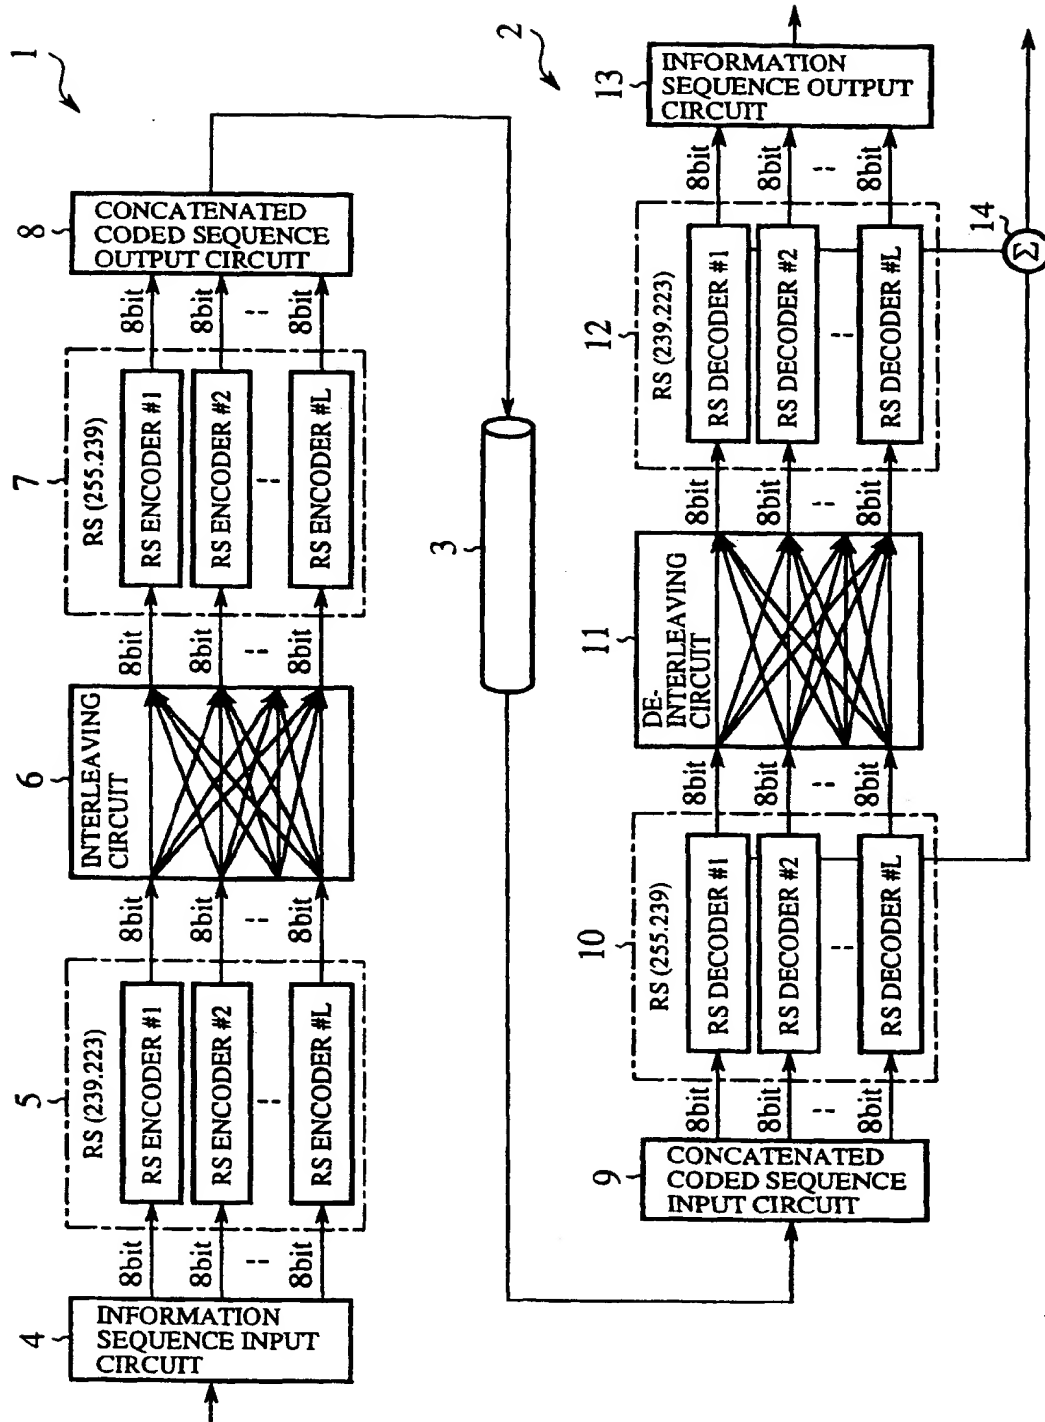 1
4
INFORMATION
SEQUENCE INPUT
CIRCUIT
8bit
8bit
--
8bit
5
RS (239.223)
RS ENCODER #1
RS ENCODER #2
--
RS ENCODER #L
8bit
8bit
--
8bit
6
INTERLEAVING
CIRCUIT
8bit
8bit
--
8bit
7
RS (255.239)
RS ENCODER #1
RS ENCODER #2
--
RS ENCODER #L
8bit
8bit
--
8bit
8
CONCATENATED
CODED SEQUENCE
OUTPUT CIRCUIT
3
2
9
CONCATENATED
CODED SEQUENCE
INPUT CIRCUIT
8bit
8bit
--
8bit
10
RS (255.239)
RS DECODER #1
RS DECODER #2
--
RS DECODER #L
8bit
8bit
--
8bit
11
DE-
INTERLEAVING
CIRCUIT
8bit
8bit
--
8bit
12
RS (239.223)
RS DECODER #1
RS DECODER #2
--
RS DECODER #L
8bit
8bit
--
8bit
13
INFORMATION
SEQUENCE OUTPUT
CIRCUIT
14
Σ